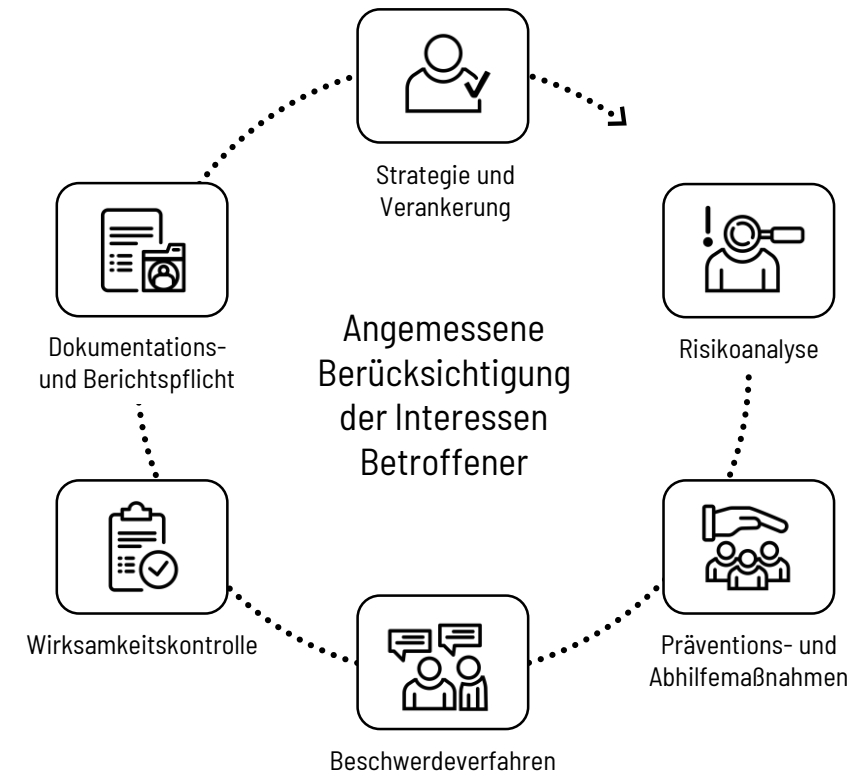 Strategie und
Verankerung
Risikoanalyse
Präventions- und
Abhilfemaßnahmen
Beschwerdeverfahren
Wirksamkeitskontrolle
Dokumentations-
und Berichtspflicht
Angemessene
Berücksichtigung
der Interessen
Betroffener